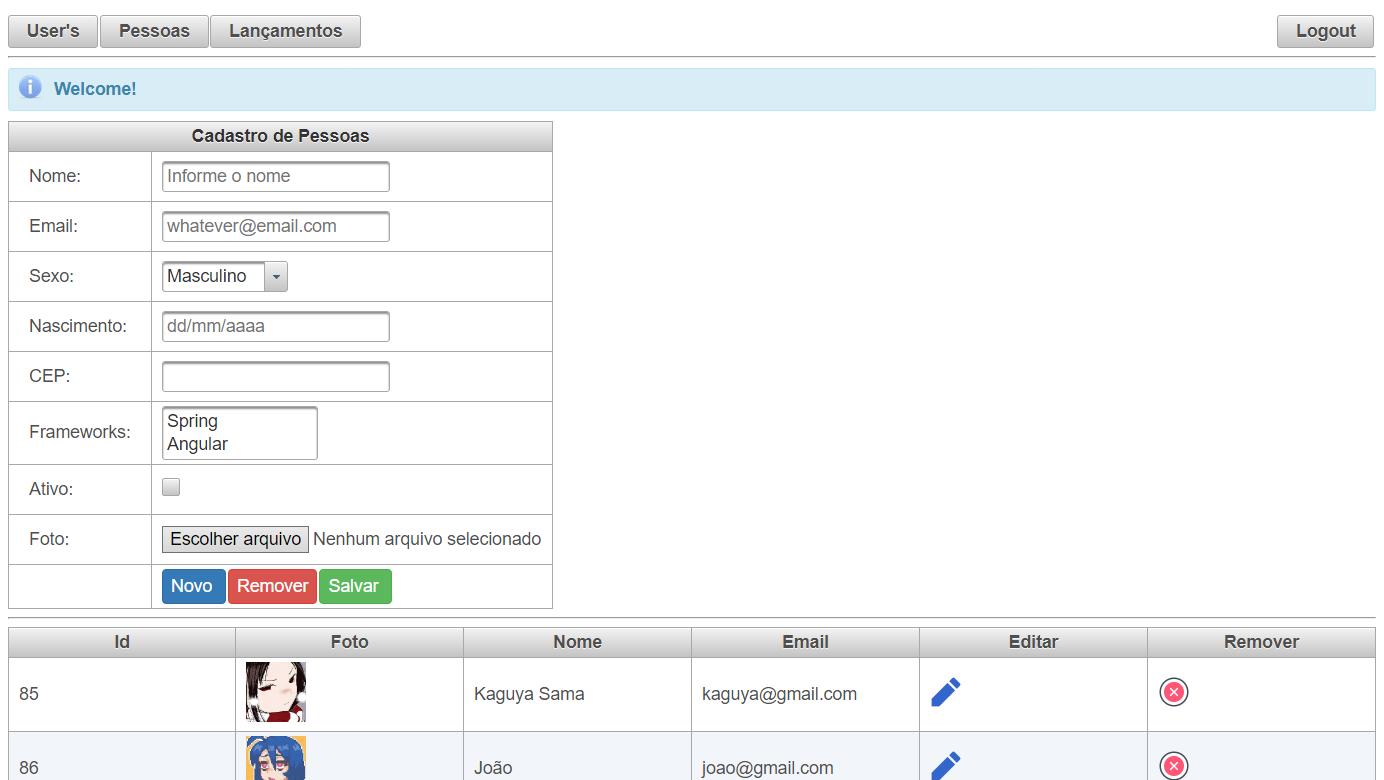 User's Pessoas Lançamentos Logout
Welcome!
Cadastro de Pessoas
Nome: Informe o nome
Email: whatever@email.com
Sexo: Masculino
Nascimento: dd/mm/aaaa
CEP:
Frameworks: Spring
Angular
Ativo:
Foto: Escolher arquivo Nenhum arquivo selecionado
Novo Remover Salvar
Id Foto Nome Email Editar Remover
85 Kaguya Sama kaguya@gmail.com
86 João joao@gmail.com